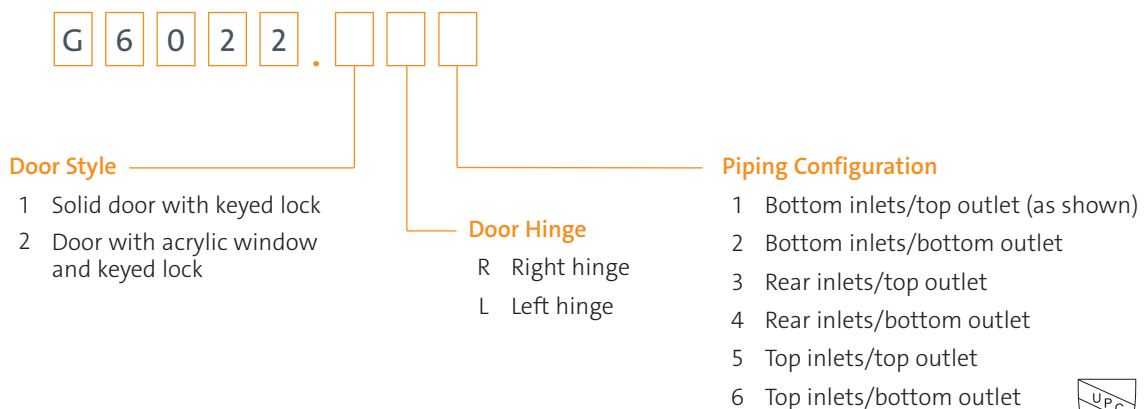 G 6 0 2 2 .
Door Style
1 Solid door with keyed lock
2 Door with acrylic window
and keyed lock
Door Hinge
R Right hinge
L Left hinge
Piping Configuration
1 Bottom inlets/top outlet (as shown)
2 Bottom inlets/bottom outlet
3 Rear inlets/top outlet
4 Rear inlets/bottom outlet
5 Top inlets/top outlet
6 Top inlets/bottom outlet
UPC